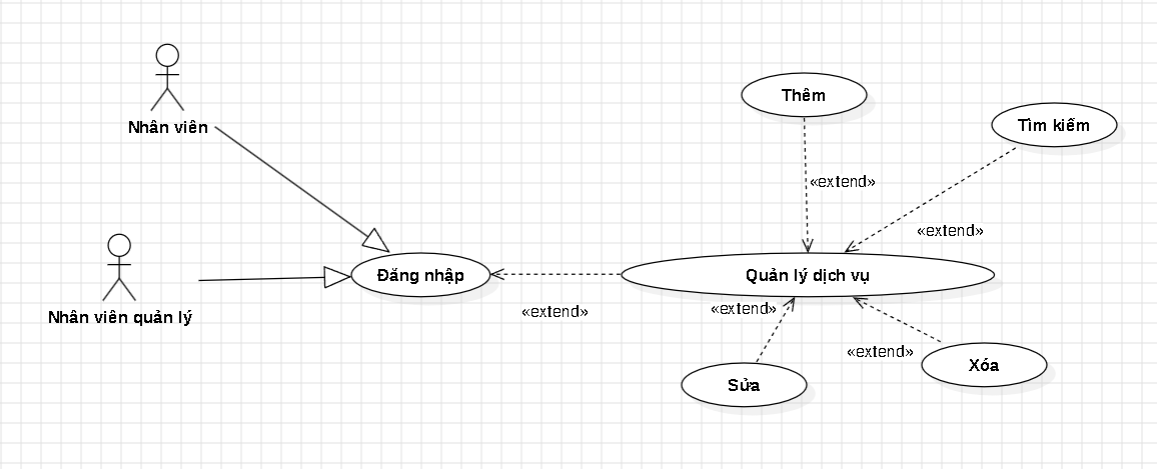 Nhân viên
Thêm
Tìm kiếm
«extend»
«extend»
Đăng nhập
Quản lý dịch vụ
Nhân viên quản lý
«extend»
«extend»
«extend»
Sửa
Xóa